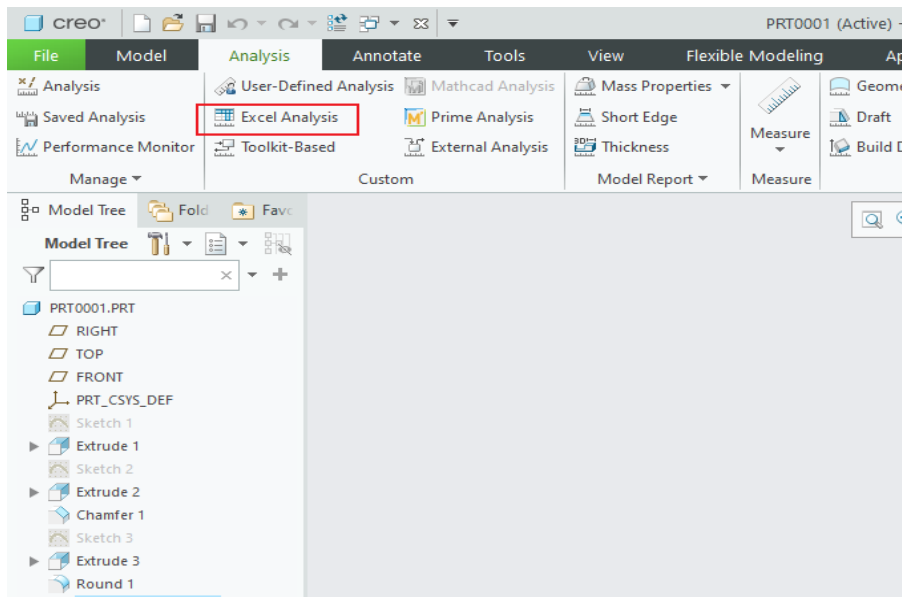 creo
PRT0001 (Active) -
File Model Analysis Annotate Tools View Flexible Modeling
Analysis User-Defined Analysis Mathcad Analysis Mass Properties
Saved Analysis Excel Analysis Prime Analysis Short Edge Draft
Performance Monitor Toolkit-Based External Analysis Thickness Measure Build
Manage Custom Model Report Measure
Model Tree
Model Tree
PRT0001.PRT
RIGHT
TOP
FRONT
PRT_CSYS_DEF
Sketch 1
Extrude 1
Sketch 2
Extrude 2
Chamfer 1
Sketch 3
Extrude 3
Round 1